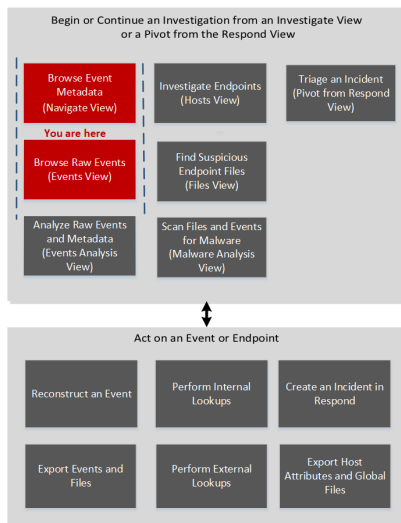 Begin or Continue an Investigation from an Investigate View
or a Pivot from the Respond View
Browse Event
Metadata
(Navigate View)
You are here
Browse Raw Events
(Events View)
Analyze Raw Events
and Metadata
(Events Analysis
View)
Investigate Endpoints
(Hosts View)
Find Suspicious
Endpoint Files
(Files View)
Scan Files and Events
for Malware
(Malware Analysis
View)
Triage an Incident
(Pivot from Respond
View)
Act on an Event or Endpoint
Reconstruct an Event
Perform Internal
Lookups
Create an Incident in
Respond
Export Events and
Files
Perform External
Lookups
Export Host
Attributes and Global
Files